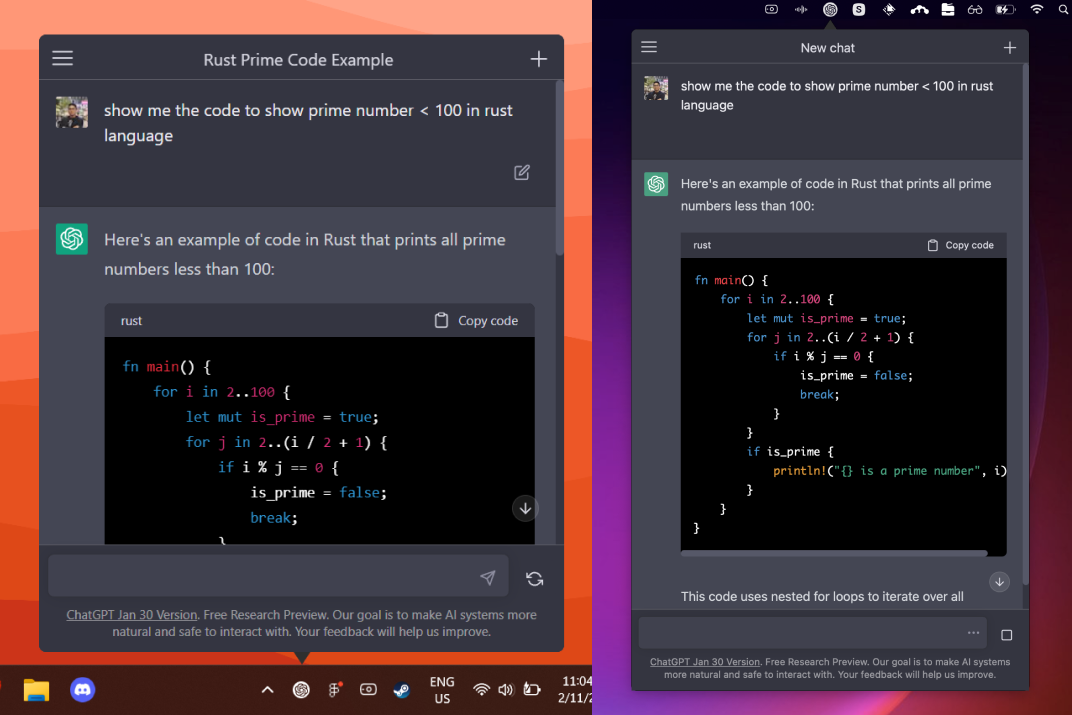 Rust Prime Code Example
show me the code to show prime number < 100 in rust
language
Here's an example of code in Rust that prints all prime
numbers less than 100:
rust
Copy code
fn main() {
    for i in 2..100 {
        let mut is_prime = true;
        for j in 2..(i / 2 + 1) {
            if i % j == 0 {
                is_prime = false;
                break;
            }
ChatGPT Jan 30 Version. Free Research Preview. Our goal is to make AI systems more
natural and safe to interact with. Your feedback will help us improve.
ENG
US
11:04
2/11/2
S
New chat
show me the code to show prime number < 100 in rust
language
Here's an example of code in Rust that prints all prime
numbers less than 100:
rust
Copy code
fn main() {
    for i in 2..100 {
        let mut is_prime = true;
        for j in 2..(i / 2 + 1) {
            if i % j == 0 {
                is_prime = false;
                break;
            }
        }
        if is_prime {
            println!("{} is a prime number", i)
        }
    }
}
This code uses nested for loops to iterate over all
ChatGPT Jan 30 Version. Free Research Preview. Our goal is to make AI systems
more natural and safe to interact with. Your feedback will help us improve.